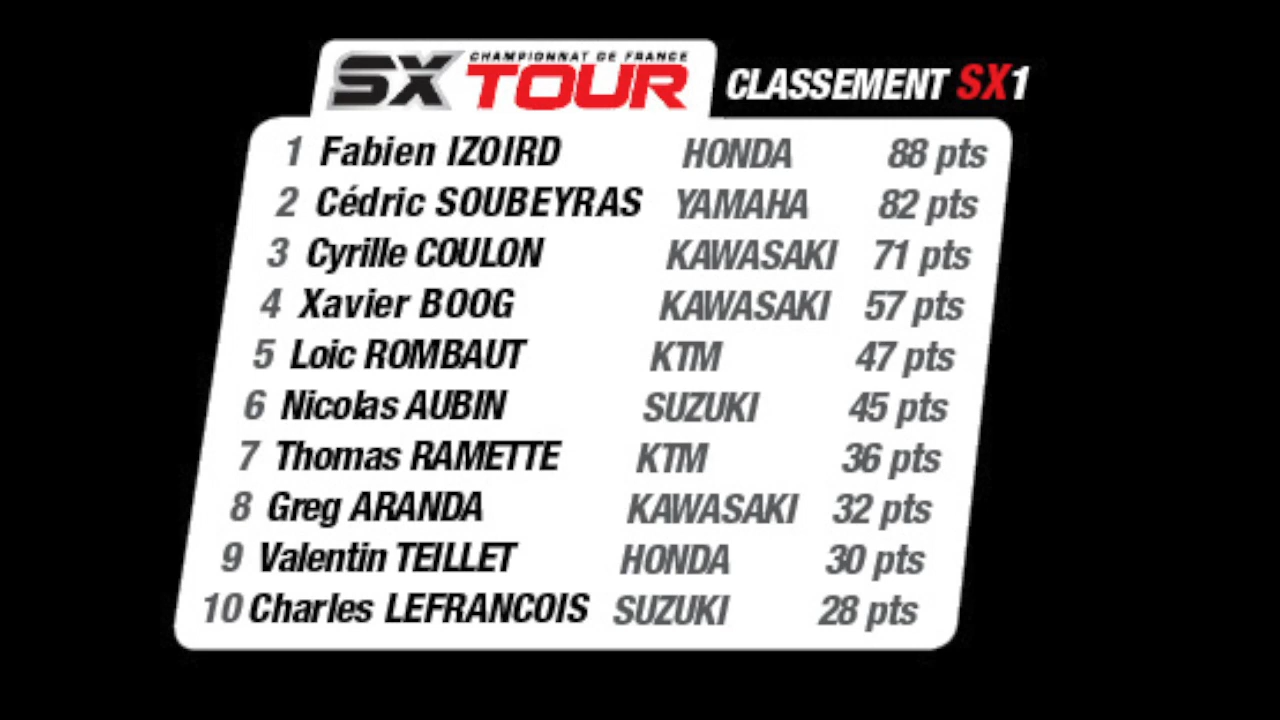 CHAMPIONNAT DE FRANCE
SX TOUR CLASSEMENT SX1
1 Fabien IZOIRD HONDA 88 pts
2 Cédric SOUBEYRAS YAMAHA 82 pts
3 Cyrille COULON KAWASAKI 71 pts
4 Xavier BOOG KAWASAKI 57 pts
5 Loic ROMBAUT KTM 47 pts
6 Nicolas AUBIN SUZUKI 45 pts
7 Thomas RAMETTE KTM 36 pts
8 Greg ARANDA KAWASAKI 32 pts
9 Valentin TEILLET HONDA 30 pts
10 Charles LEFRANCOIS SUZUKI 28 pts